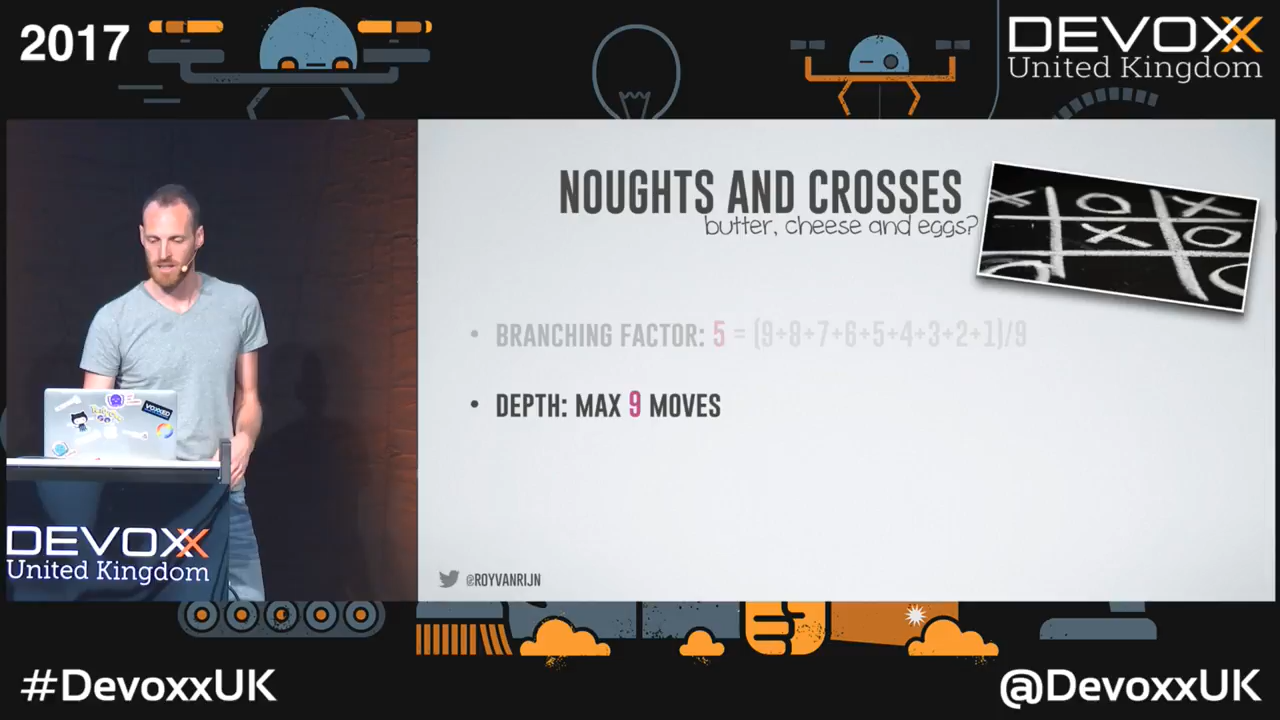 2017
DEVOXX
United Kingdom
NOUGHTS AND CROSSES
butter, cheese and eggs?
• BRANCHING FACTOR: 5 = (9+8+7+6+5+4+3+2+1)/9
• DEPTH: MAX 9 MOVES
@ROYVANRIJN
VOXXED
DEVOXX
United Kingdom
#DevoxxUK
@DevoxxUK